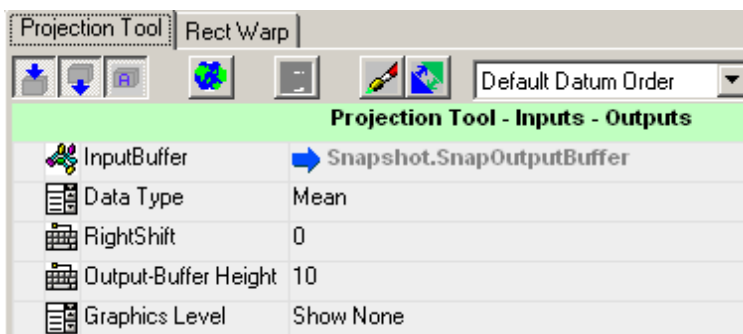 Projection Tool Rect Warp
A Default Datum Order
Projection Tool - Inputs - Outputs
InputBuffer Snapshot.SnapOutputBuffer
Data Type Mean
RightShift 0
Output-Buffer Height 10
Graphics Level Show None